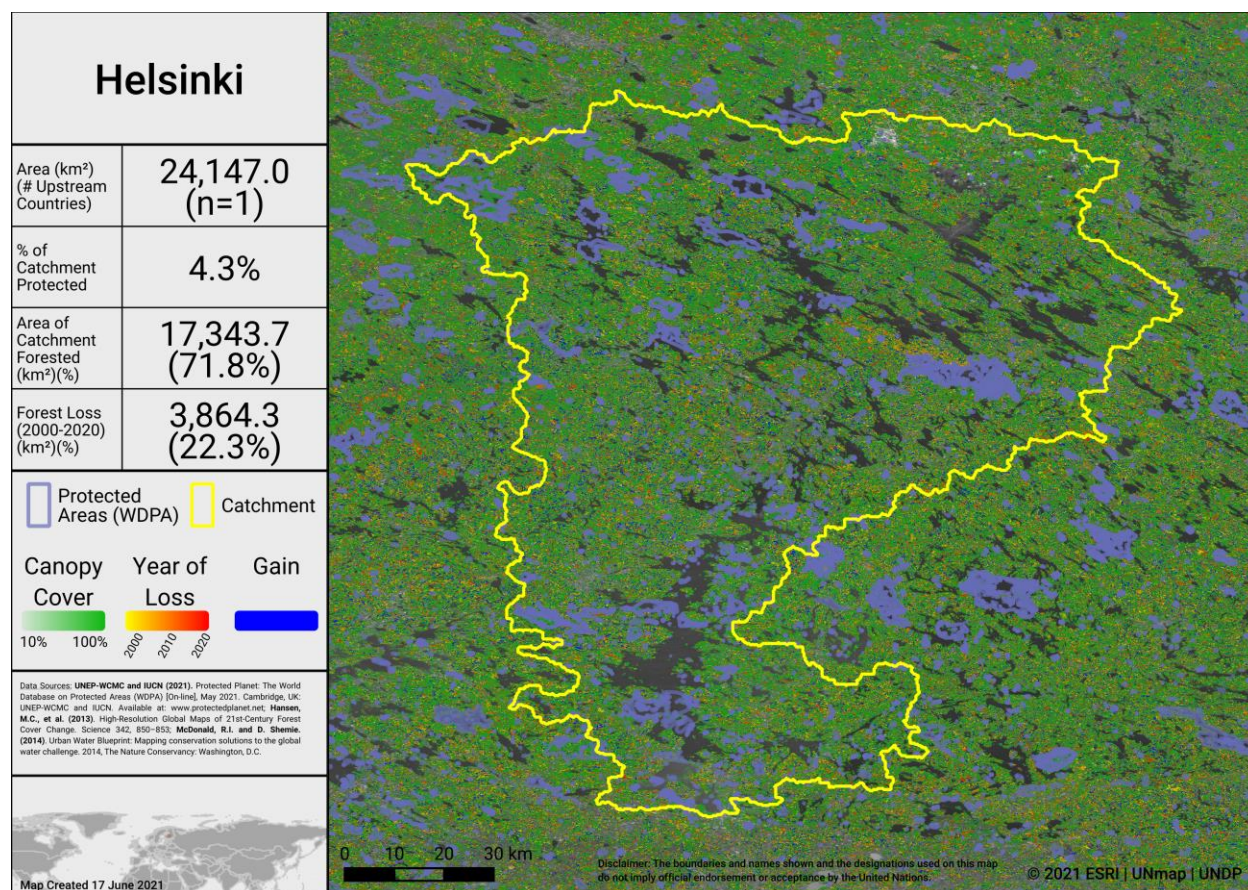 Helsinki
Area (km²)
(# Upstream
Countries)
24,147.0
(n=1)
% of
Catchment
Protected
4.3%
Area of
Catchment
Forested
(km²)(%)
17,343.7
(71.8%)
Forest Loss
(2000-2020)
(km²)(%)
3,864.3
(22.3%)
Protected
Areas (WDPA)
Catchment
Canopy
Cover
10% 100%
Year of
Loss
2000 2010 2020
Gain
Data Sources: UNEP-WCMC and IUCN (2021). Protected Planet: The World
Database on Protected Areas (WDPA) [On-line], May 2021. Cambridge, UK:
UNEP-WCMC and IUCN. Available at: www.protectedplanet.net; Hansen,
M.C., et al. (2013). High-Resolution Global Maps of 21st-Century Forest
Cover Change. Science 342, 850–853; McDonald, R.I. and D. Shemie.
(2014). Urban Water Blueprint: Mapping conservation solutions to the global
water challenge. 2014, The Nature Conservancy: Washington, D.C.
Map Created 17 June 2021
0 10 20 30 km
Disclaimer: The boundaries and names shown and the designations used on this map
do not imply official endorsement or acceptance by the United Nations.
© 2021 ESRI | UNmap | UNDP